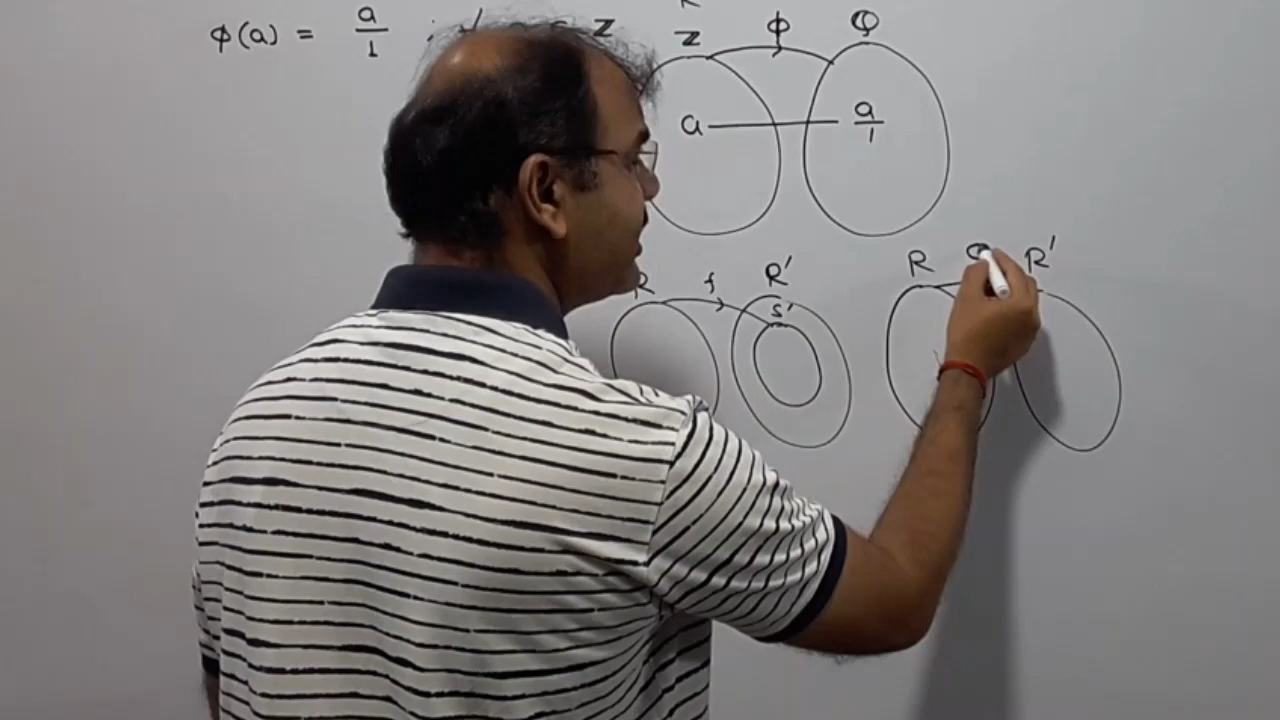 φ(a) = a/1 : ∀ Z
Z φ Q
a a/1
R f R' S'
R R'